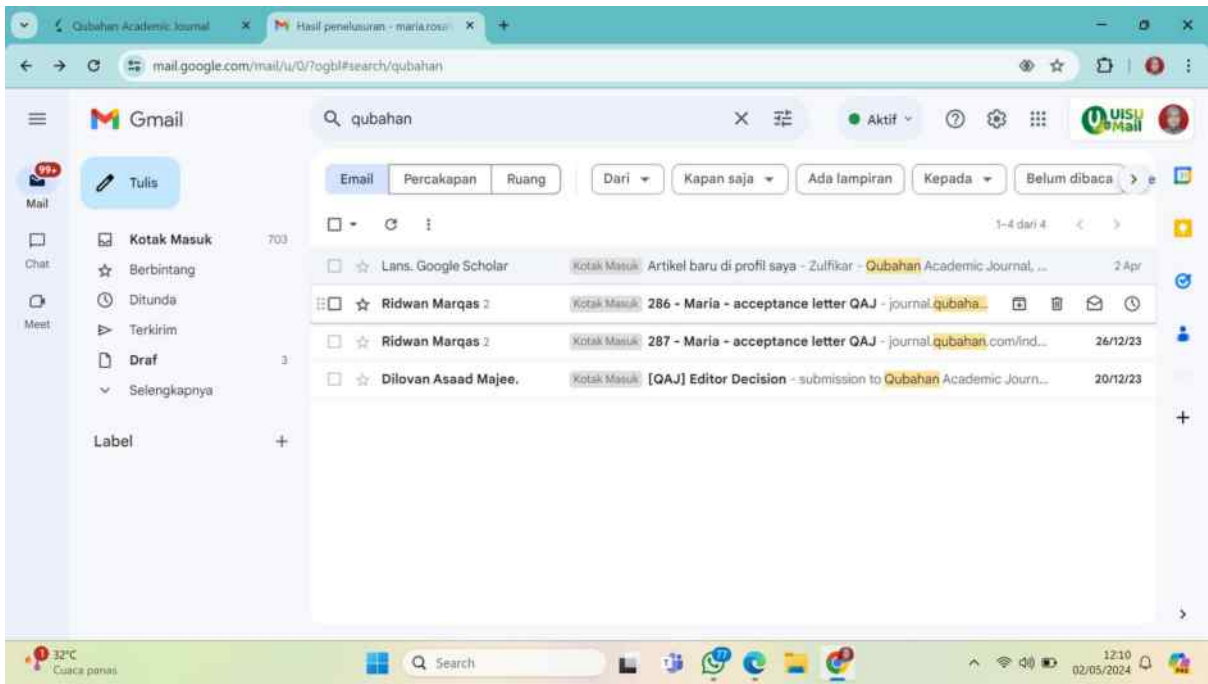 Qubahan Academic Journal
Hasil penelusuran - maria.rosa
mail.google.com/mail/u/0/?ogbl#search/qubahan
Gmail
qubahan
Aktif
UISU
Mail
99+
Mail
Chat
Meet
Tulis
Kotak Masuk 703
Berbintang
Ditunda
Terkirim
Draf 3
Selengkapnya
Label
Email Percakapan Ruang Dari Kapan saja Ada lampiran Kepada Belum dibaca
1-4 dari 4
Lans. Google Scholar Kotak Masuk Artikel baru di profil saya - Zulfikar - Qubahan Academic Journal, ... 2 Apr
Ridwan Marqas 2 Kotak Masuk 286 - Maria - acceptance letter QAJ - journal.qubaha...
Ridwan Marqas 2 Kotak Masuk 287 - Maria - acceptance letter QAJ - journal.qubahan.com/ind... 26/12/23
Dilovan Asaad Majee. Kotak Masuk [QAJ] Editor Decision - submission to Qubahan Academic Journ... 20/12/23
32°C
Cuaca panas
Search
12:10
02/05/2024